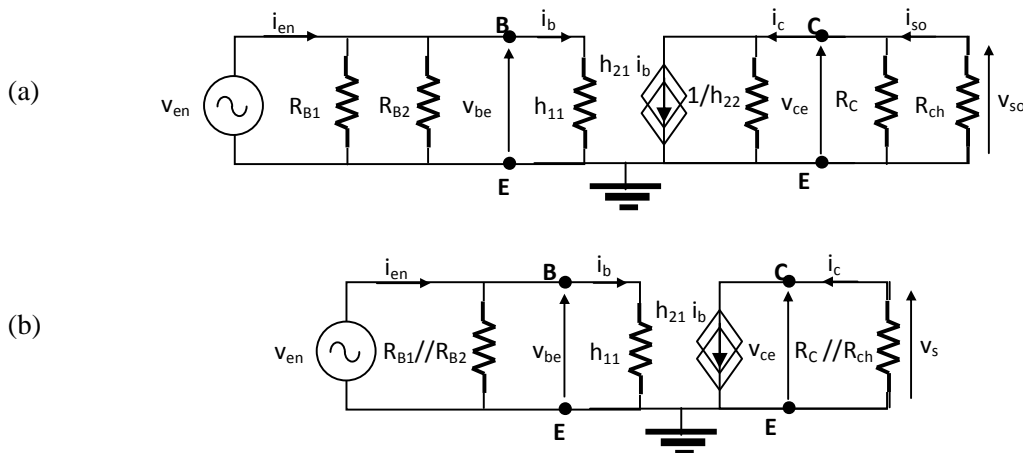 (a)
i_en B i_b i_c C i_so
v_en R_B1 R_B2 v_be h_11 h_21 i_b 1/h_22 v_ce R_C R_ch v_so
E E
(b)
i_en B i_b C i_c
v_en R_B1//R_B2 v_be h_11 h_21 i_b v_ce R_C //R_ch v_s
E E